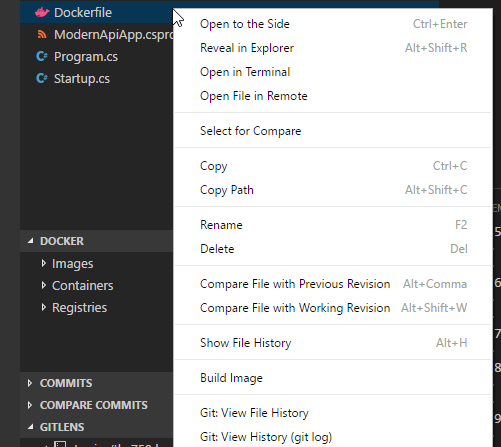 Dockerfile
ModernApiApp.cspro
Program.cs
Startup.cs
DOCKER
Images
Containers
Registries
COMMITS
COMPARE COMMITS
GITLENS
Open to the Side Ctrl+Enter
Reveal in Explorer Alt+Shift+R
Open in Terminal
Open File in Remote
Select for Compare
Copy Ctrl+C
Copy Path Alt+Shift+C
Rename F2
Delete Del
Compare File with Previous Revision Alt+Comma
Compare File with Working Revision Alt+Shift+W
Show File History Alt+H
Build Image
Git: View File History
Git: View History (git log)
EM
5
6
7
8
9